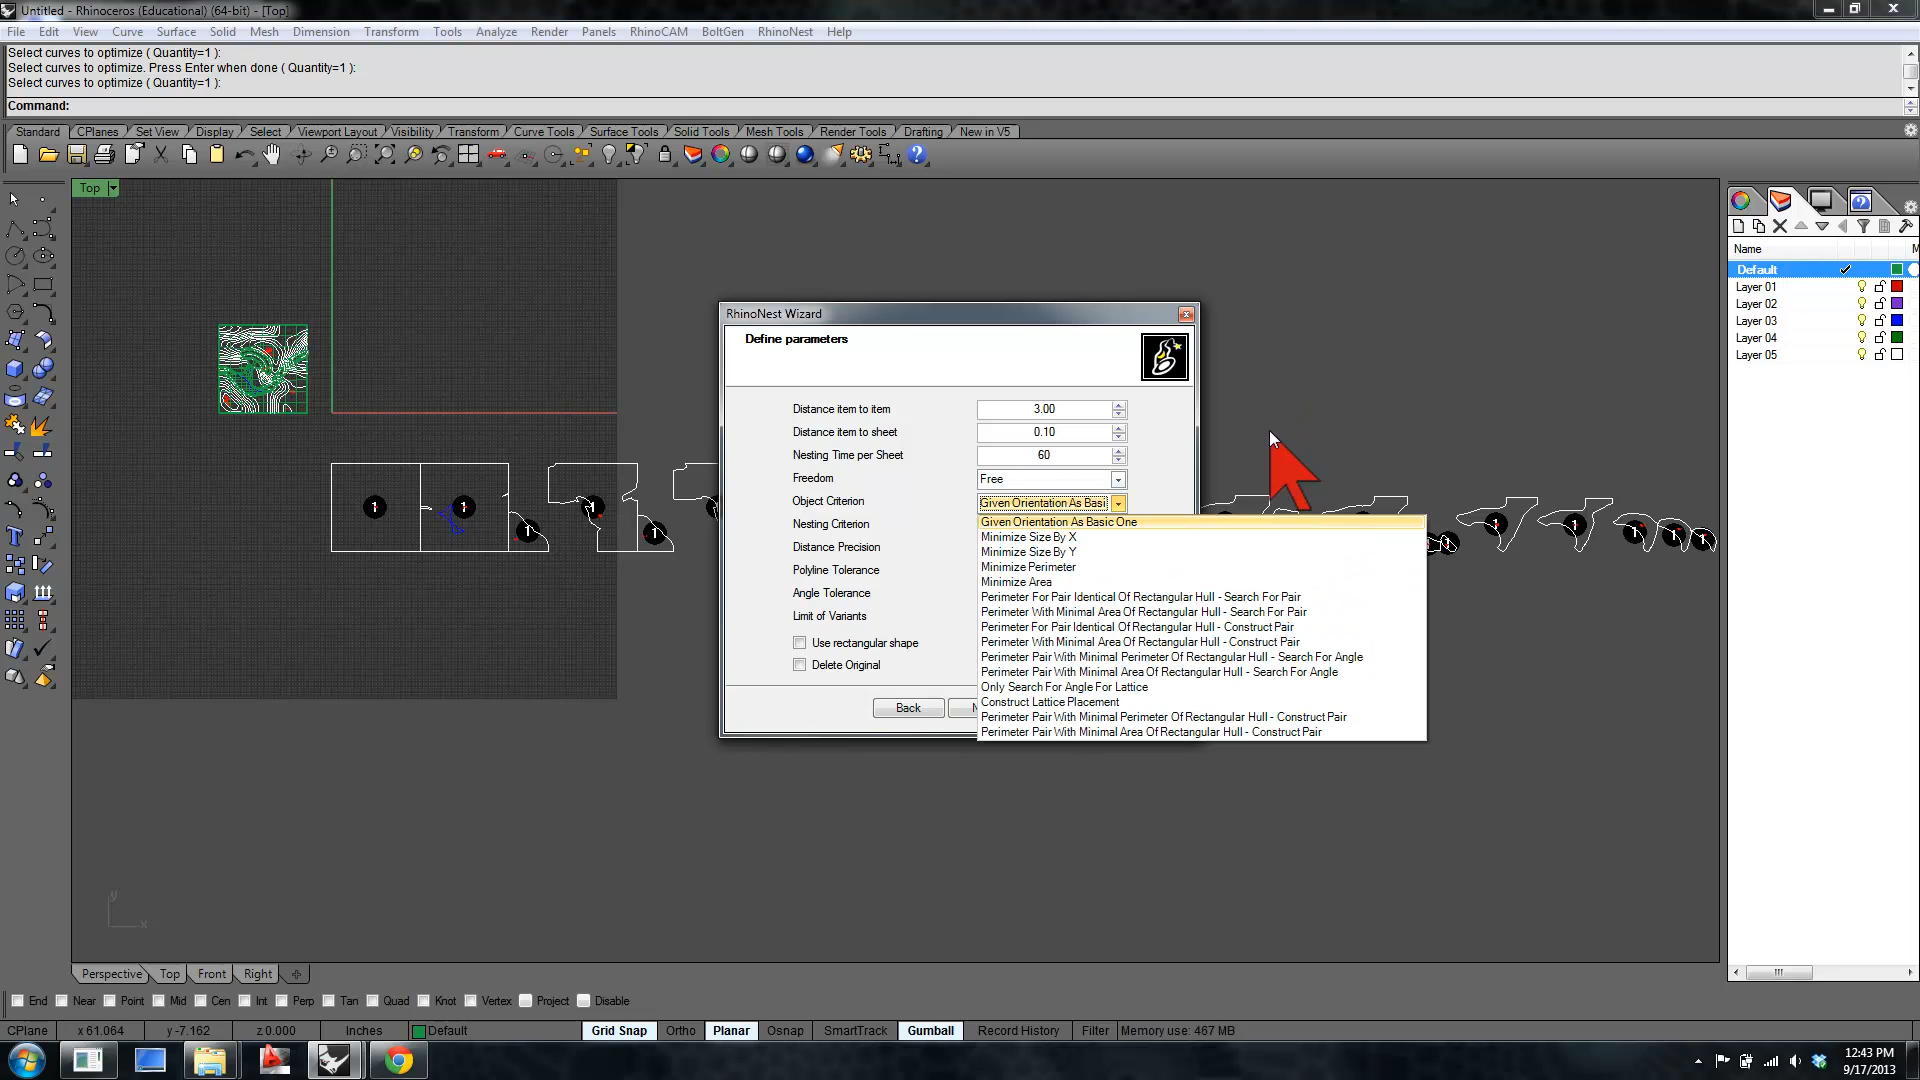 Untitled - Rhinoceros (Educational) (64-bit) - [Top]
File Edit View Curve Surface Solid Mesh Dimension Transform Tools Analyze Render Panels RhinoCAM BoltGen RhinoNest Help
Select curves to optimize ( Quantity=1 ):
Select curves to optimize. Press Enter when done ( Quantity=1 ):
Select curves to optimize ( Quantity=1 ):
Command:
Standard CPlanes Set View Display Select Viewport Layout Visibility Transform Curve Tools Surface Tools Solid Tools Mesh Tools Render Tools Drafting New in V5
Top
Name M
Default
Layer 01
Layer 02
Layer 03
Layer 04
Layer 05
RhinoNest Wizard
Define parameters
Distance item to item 3.00
Distance item to sheet 0.10
Nesting Time per Sheet 60
Freedom Free
Object Criterion Given Orientation As Basi
Nesting Criterion
Distance Precision
Polyline Tolerance
Angle Tolerance
Limit of Variants
Use rectangular shape
Delete Original
Back N
Given Orientation As Basic One
Minimize Size By X
Minimize Size By Y
Minimize Perimeter
Minimize Area
Perimeter For Pair Identical Of Rectangular Hull - Search For Pair
Perimeter With Minimal Area Of Rectangular Hull - Search For Pair
Perimeter For Pair Identical Of Rectangular Hull - Construct Pair
Perimeter With Minimal Area Of Rectangular Hull - Construct Pair
Perimeter Pair With Minimal Perimeter Of Rectangular Hull - Search For Angle
Perimeter Pair With Minimal Area Of Rectangular Hull - Search For Angle
Only Search For Angle For Lattice
Construct Lattice Placement
Perimeter Pair With Minimal Perimeter Of Rectangular Hull - Construct Pair
Perimeter Pair With Minimal Area Of Rectangular Hull - Construct Pair
1 1 1 1 1 1 1 1 1 1 1
y
x
Perspective Top Front Right
End Near Point Mid Cen Int Perp Tan Quad Knot Vertex Project Disable
CPlane x 61.064 y -7.162 z 0.000 Inches Default Grid Snap Ortho Planar Osnap SmartTrack Gumball Record History Filter Memory use: 467 MB
12:43 PM
9/17/2013